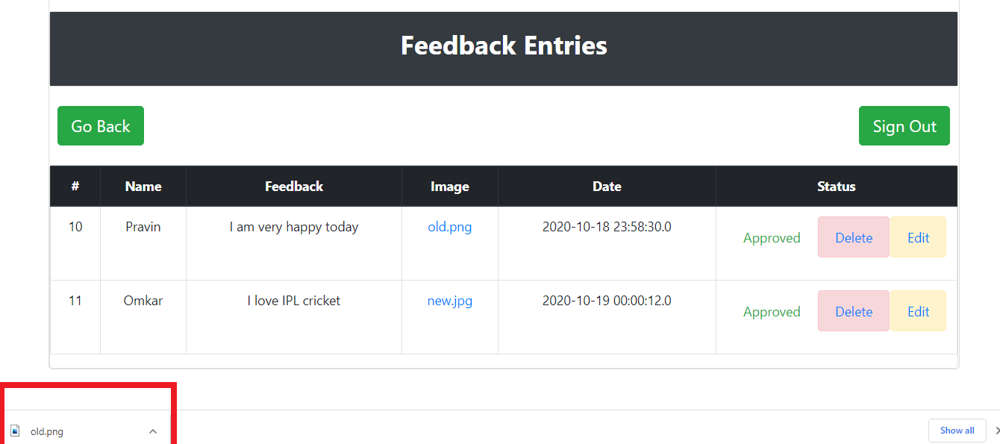 Feedback Entries
Go Back
Sign Out
# Name Feedback Image Date Status
10 Pravin I am very happy today old.png 2020-10-18 23:58:30.0 Approved Delete Edit
11 Omkar I love IPL cricket new.jpg 2020-10-19 00:00:12.0 Approved Delete Edit
old.png
Show all